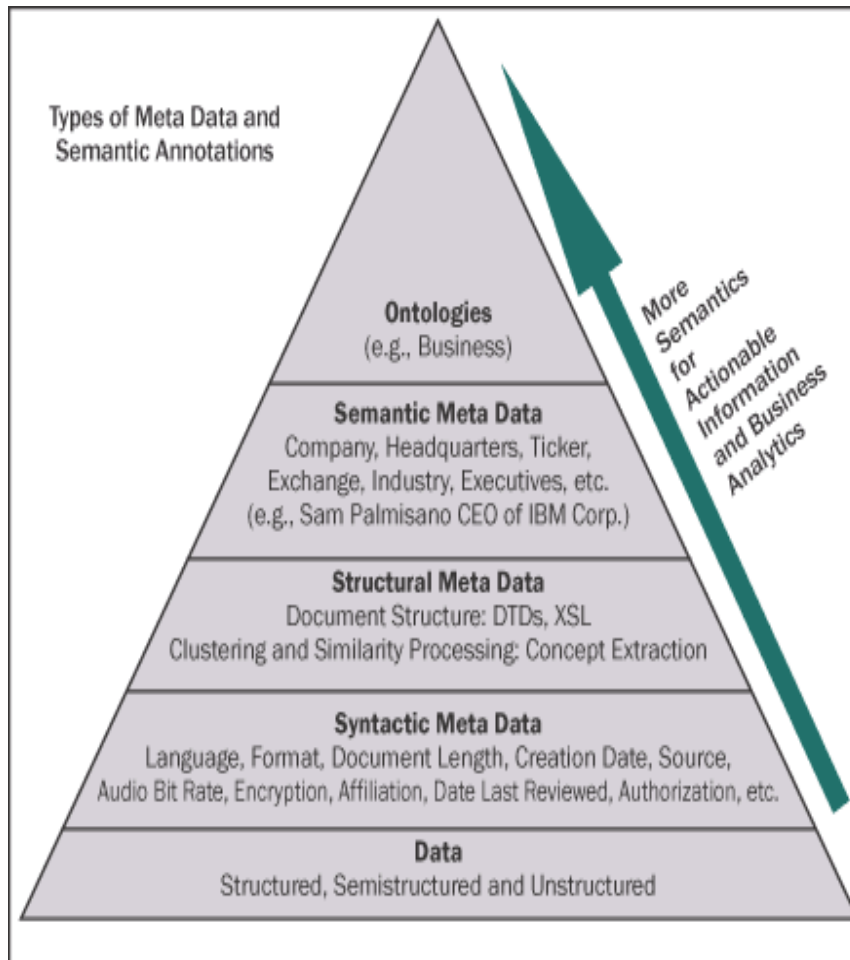 Types of Meta Data and
Semantic Annotations
Ontologies
(e.g., Business)
Semantic Meta Data
Company, Headquarters, Ticker,
Exchange, Industry, Executives, etc.
(e.g., Sam Palmisano CEO of IBM Corp.)
Structural Meta Data
Document Structure: DTDs, XSL
Clustering and Similarity Processing: Concept Extraction
Syntactic Meta Data
Language, Format, Document Length, Creation Date, Source,
Audio Bit Rate, Encryption, Affiliation, Date Last Reviewed, Authorization, etc.
Data
Structured, Semistructured and Unstructured
More
Semantics
for
Actionable
Information
and Business
Analytics